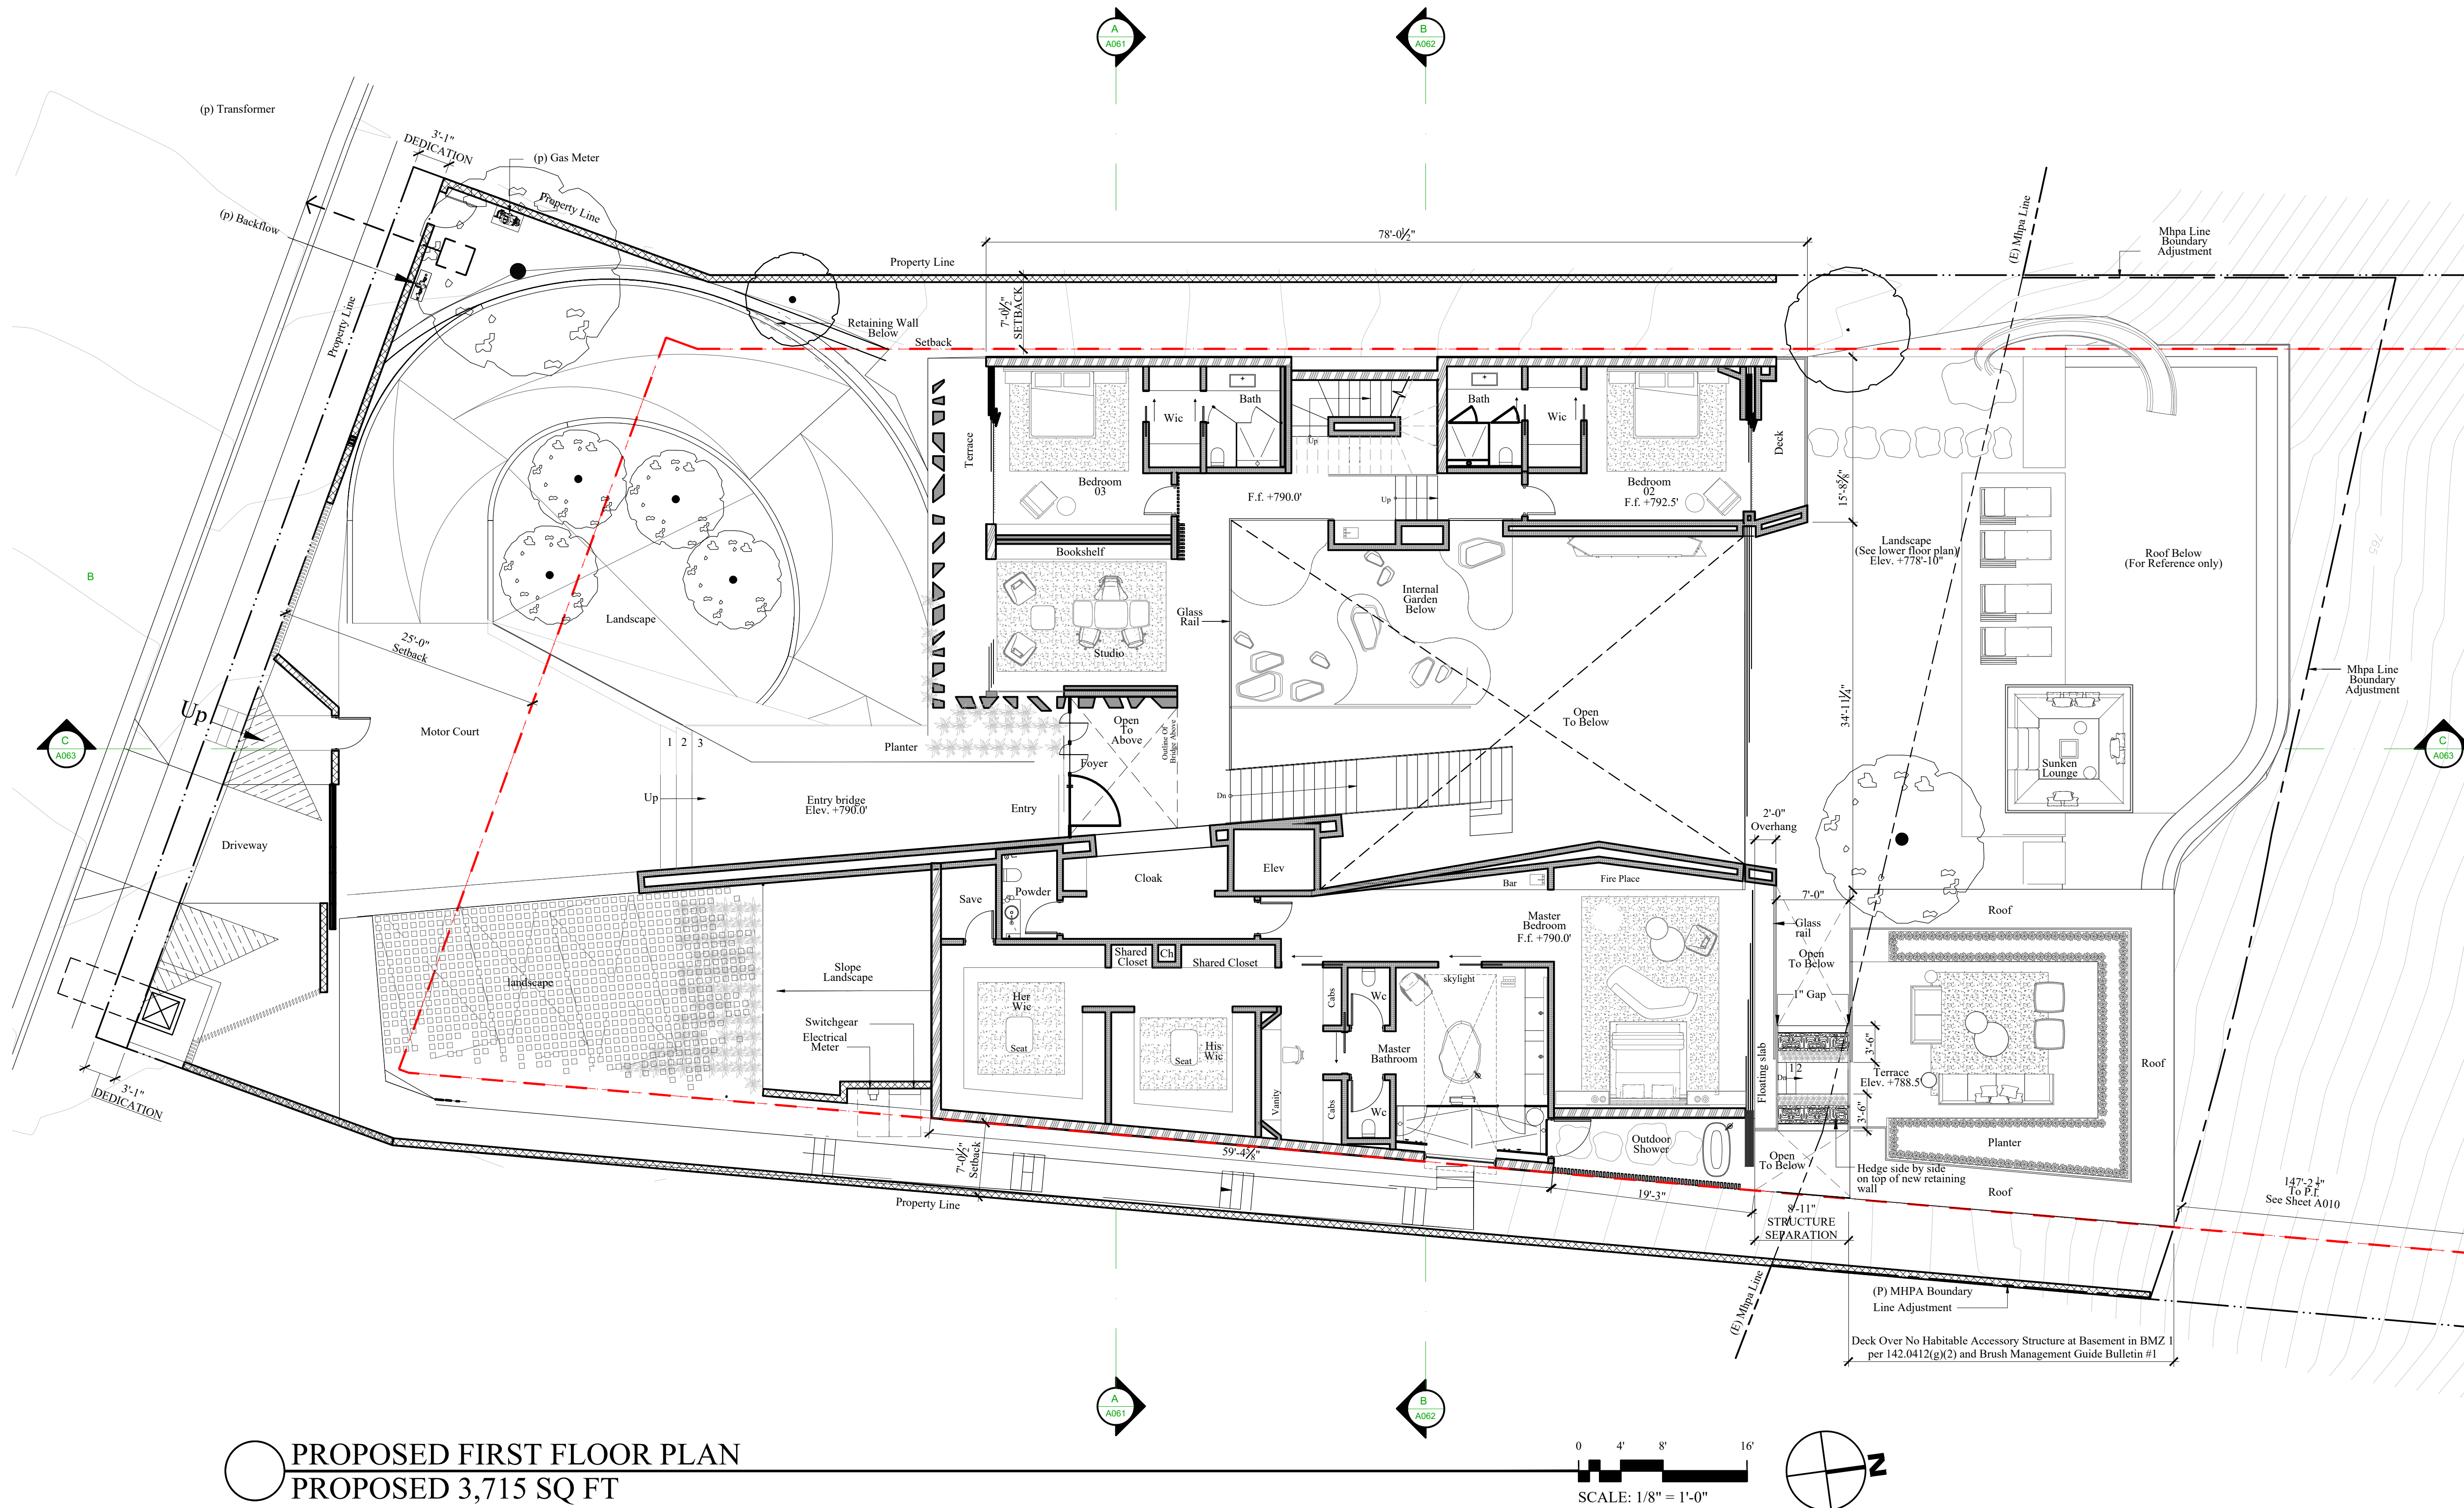 A
A061
B
A062
(p) Transformer
3'-1"
DEDICATION
(p) Gas Meter
Property Line
(p) Backflow
Property Line
78'-0½"
Property Line
7'-0½"
SETBACK
Retaining Wall
Below
Setback
(E) Mhpa Line
Mhpa Line
Boundary
Adjustment
Terrace
Wic
Bath
Bath
Wic
Deck
Up
Bedroom
03
F.f. +790.0'
Up
Bedroom
02
F.f. +792.5'
15'-8⅝"
Bookshelf
Landscape
(See lower floor plan)
Elev. +778'-10"
Roof Below
(For Reference only)
765
B
Internal
Garden
Below
Glass
Rail
Landscape
25'-0"
Setback
Studio
Mhpa Line
Boundary
Adjustment
Up
34'-11¼"
Open
To Below
C
A063
Motor Court
1 2 3
Planter
Open
To
Above
Outline Of
Bridge Above
Foyer
Sunken
Lounge
C
A063
Up
Entry bridge
Elev. +790.0'
Entry
Dn
2'-0"
Overhang
Driveway
Elev
Cloak
Powder
Save
Bar
Fire Place
7'-0"
Master
Bedroom
F.f. +790.0'
Glass
rail
Roof
Shared
Closet
Ch
Shared Closet
Open
To Below
Slope
Landscape
landscape
skylight
Her
Wic
Cabs
Wc
1" Gap
Switchgear
Electrical
Meter
Seat
Seat
His
Wic
Master
Bathroom
3'-6"
Floating slab
1 2
Dn
Terrace
Elev. +788.5'
Roof
3'-1"
DEDICATION
Vanity
Cabs
Wc
3'-6"
Outdoor
Shower
Planter
7'-0½"
Setback
59'-4⅜"
Open
To Below
Hedge side by side
on top of new retaining
wall
Roof
Property Line
19'-3"
8'-11"
STRUCTURE
SEPARATION
147'-2½"
To P.l.
See Sheet A010
(E) Mhpa Line
(P) MHPA Boundary
Line Adjustment
Deck Over No Habitable Accessory Structure at Basement in BMZ 1
per 142.0412(g)(2) and Brush Management Guide Bulletin #1
A
A061
B
A062
PROPOSED FIRST FLOOR PLAN
PROPOSED 3,715 SQ FT
0 4' 8' 16'
SCALE: 1/8" = 1'-0"
N